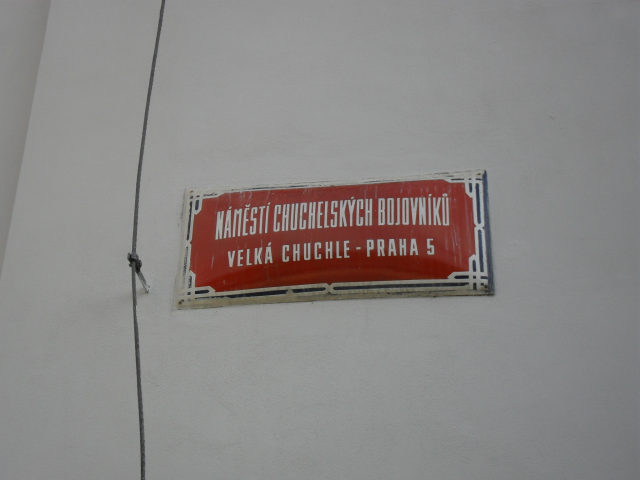 NÁMĚSTÍ CHUCHELSKÝCH BOJOVNÍKŮ
VELKÁ CHUCHLE - PRAHA 5